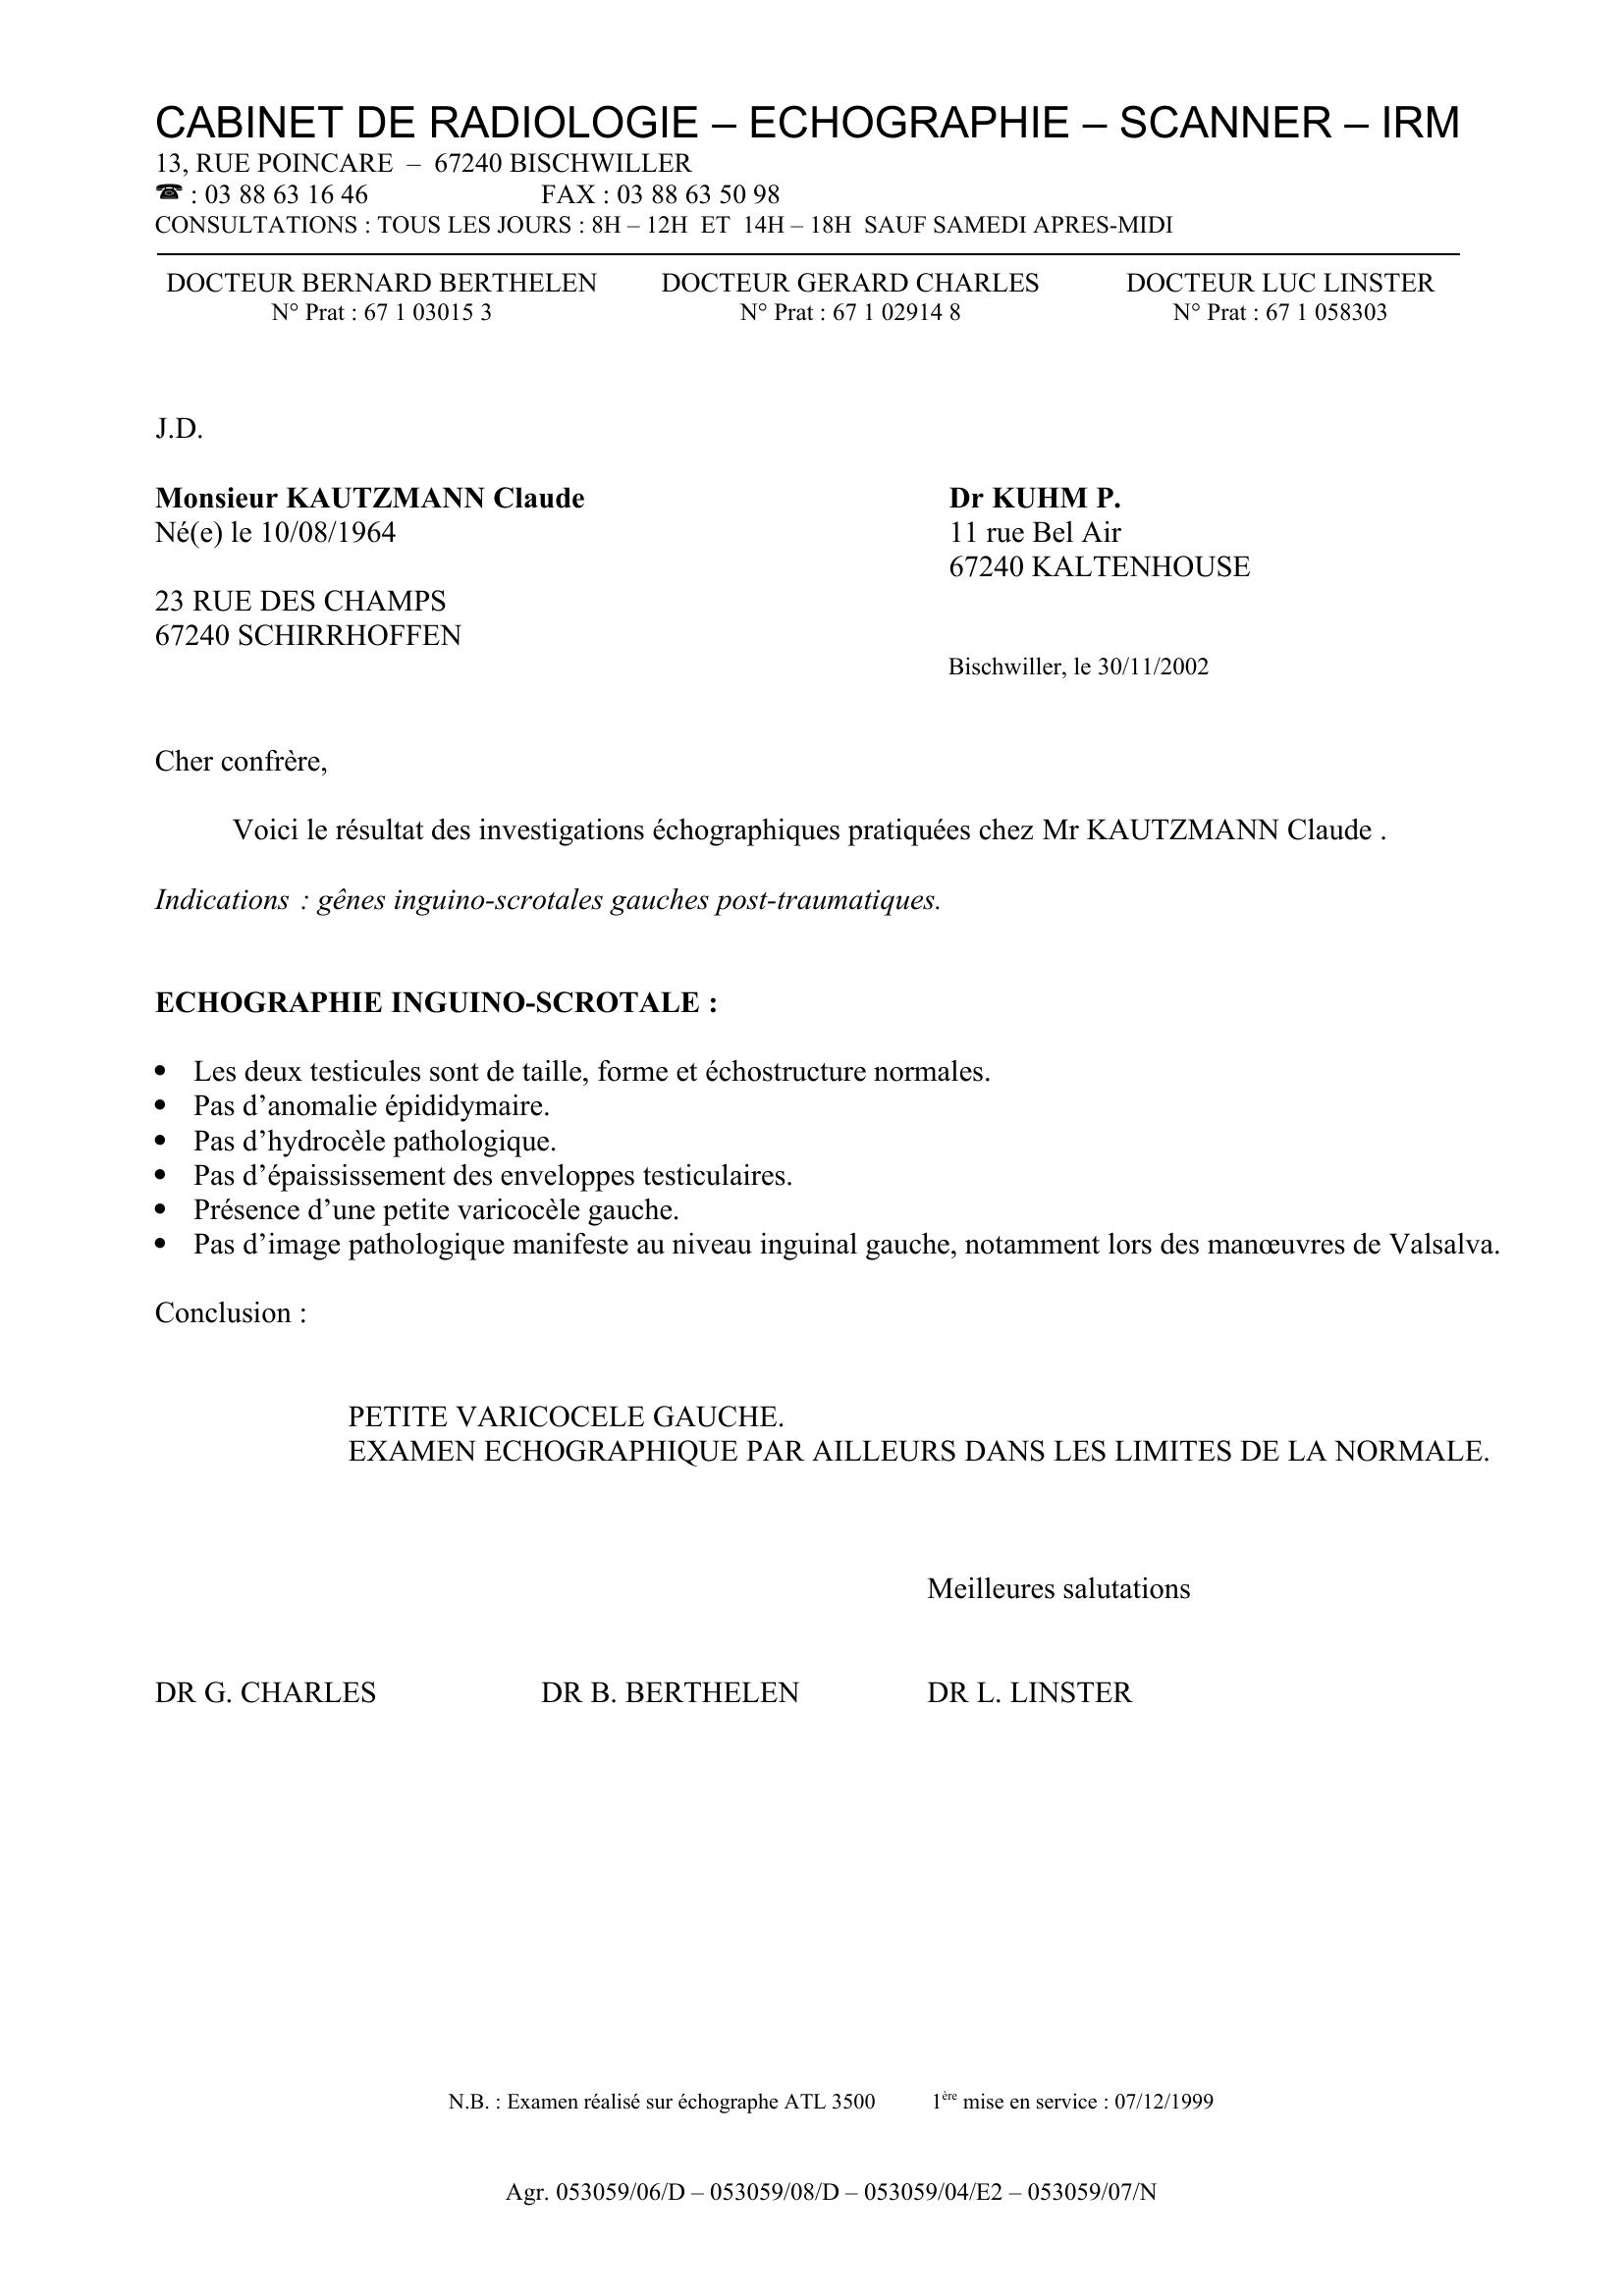 CABINET DE RADIOLOGIE – ECHOGRAPHIE – SCANNER – IRM
13, RUE POINCARE – 67240 BISCHWILLER
☎ : 03 88 63 16 46 FAX : 03 88 63 50 98
CONSULTATIONS : TOUS LES JOURS : 8H – 12H ET 14H – 18H SAUF SAMEDI APRES-MIDI
DOCTEUR BERNARD BERTHELEN DOCTEUR GERARD CHARLES DOCTEUR LUC LINSTER
N° Prat : 67 1 03015 3 N° Prat : 67 1 02914 8 N° Prat : 67 1 058303
J.D.
Monsieur KAUTZMANN Claude Dr KUHM P.
Né(e) le 10/08/1964 11 rue Bel Air
67240 KALTENHOUSE
23 RUE DES CHAMPS
67240 SCHIRRHOFFEN
Bischwiller, le 30/11/2002
Cher confrère,
Voici le résultat des investigations échographiques pratiquées chez Mr KAUTZMANN Claude .
Indications : gênes inguino-scrotales gauches post-traumatiques.
ECHOGRAPHIE INGUINO-SCROTALE :
• Les deux testicules sont de taille, forme et échostructure normales.
• Pas d’anomalie épididymaire.
• Pas d’hydrocèle pathologique.
• Pas d’épaississement des enveloppes testiculaires.
• Présence d’une petite varicocèle gauche.
• Pas d’image pathologique manifeste au niveau inguinal gauche, notamment lors des manœuvres de Valsalva.
Conclusion :
PETITE VARICOCELE GAUCHE.
EXAMEN ECHOGRAPHIQUE PAR AILLEURS DANS LES LIMITES DE LA NORMALE.
Meilleures salutations
DR G. CHARLES DR B. BERTHELEN DR L. LINSTER
N.B. : Examen réalisé sur échographe ATL 3500 1ère mise en service : 07/12/1999
Agr. 053059/06/D – 053059/08/D – 053059/04/E2 – 053059/07/N